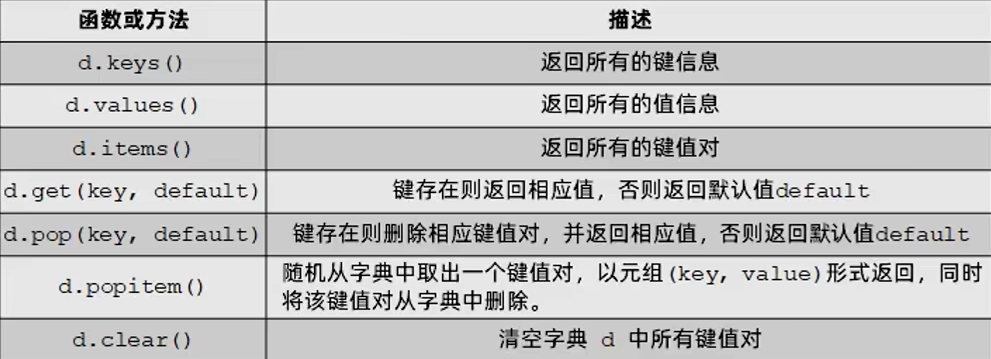 函数或方法 描述
d.keys() 返回所有的键信息
d.values() 返回所有的值信息
d.items() 返回所有的键值对
d.get(key, default) 键存在则返回相应值，否则返回默认值default
d.pop(key, default) 键存在则删除相应键值对，并返回相应值，否则返回默认值default
d.popitem() 随机从字典中取出一个键值对，以元组(key, value)形式返回，同时
将该键值对从字典中删除。
d.clear() 清空字典 d 中所有键值对